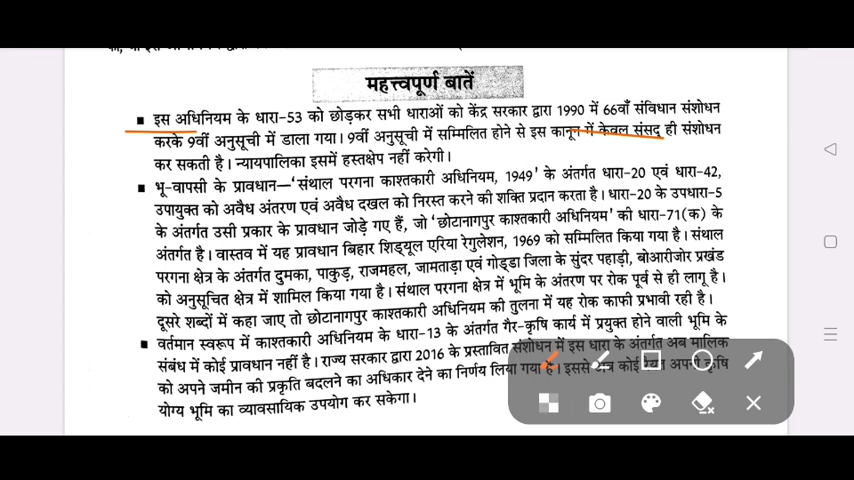 महत्त्वपूर्ण बातें
▪ इस अधिनियम के धारा-53 को छोड़कर सभी धाराओं को केंद्र सरकार द्वारा 1990 में 66वाँ संविधान संशोधन
करके 9वीं अनुसूची में डाला गया। 9वीं अनुसूची में सम्मिलित होने से इस कानून में केवल संसद् ही संशोधन
कर सकती है। न्यायपालिका इसमें हस्तक्षेप नहीं करेगी।
▪ भू-वापसी के प्रावधान—‘संथाल परगना काश्तकारी अधिनियम, 1949’ के अंतर्गत धारा-20 एवं धारा-42,
उपायुक्त को अवैध अंतरण एवं अवैध दखल को निरस्त करने की शक्ति प्रदान करता है। धारा-20 के उपधारा-5
के अंतर्गत उसी प्रकार के प्रावधान जोड़े गए हैं, जो ‘छोटानागपुर काश्तकारी अधिनियम’ की धारा-71(क) के
अंतर्गत है। वास्तव में यह प्रावधान बिहार शिड्यूल एरिया रेगुलेशन, 1969 को सम्मिलित किया गया है। संथाल
परगना क्षेत्र के अंतर्गत दुमका, पाकुड़, राजमहल, जामताड़ा एवं गोड्डा जिला के सुंदर पहाड़ी, बोआरीजोर प्रखंड
को अनुसूचित क्षेत्र में शामिल किया गया है। संथाल परगना क्षेत्र में भूमि के अंतरण पर रोक पूर्व से ही लागू है।
दूसरे शब्दों में कहा जाए तो छोटानागपुर काश्तकारी अधिनियम की तुलना में यह रोक काफी प्रभावी रही है।
▪ वर्तमान स्वरूप में काश्तकारी अधिनियम के धारा-13 के अंतर्गत गैर-कृषि कार्य में प्रयुक्त होने वाली भूमि के
संबंध में कोई प्रावधान नहीं है। राज्य सरकार द्वारा 2016 के प्रस्तावित संशोधन में इस धारा के अंतर्गत अब मालिक
को अपने जमीन की प्रकृति बदलने का अधिकार देने का निर्णय लिया गया है। इससे कोई अपनी कृषि
योग्य भूमि का व्यावसायिक उपयोग कर सकेगा।